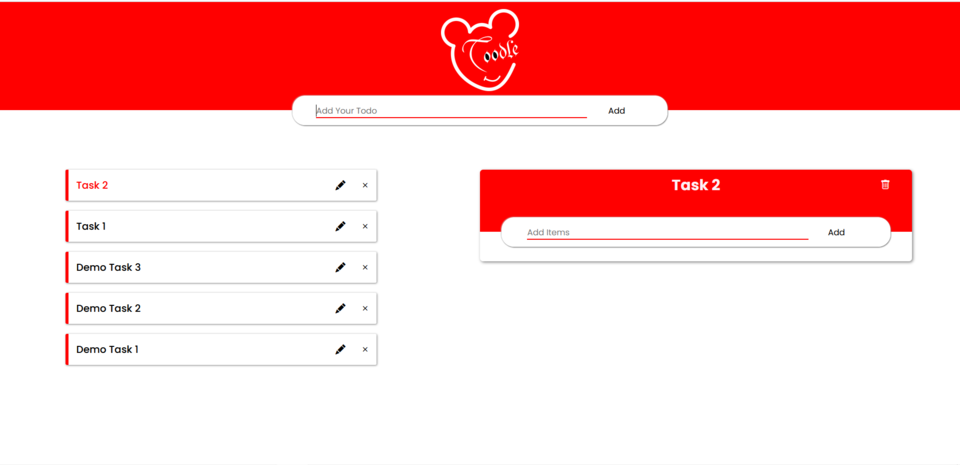 Toodle
Add Your Todo Add
Task 2
Task 1
Demo Task 3
Demo Task 2
Demo Task 1
Task 2
Add Items Add